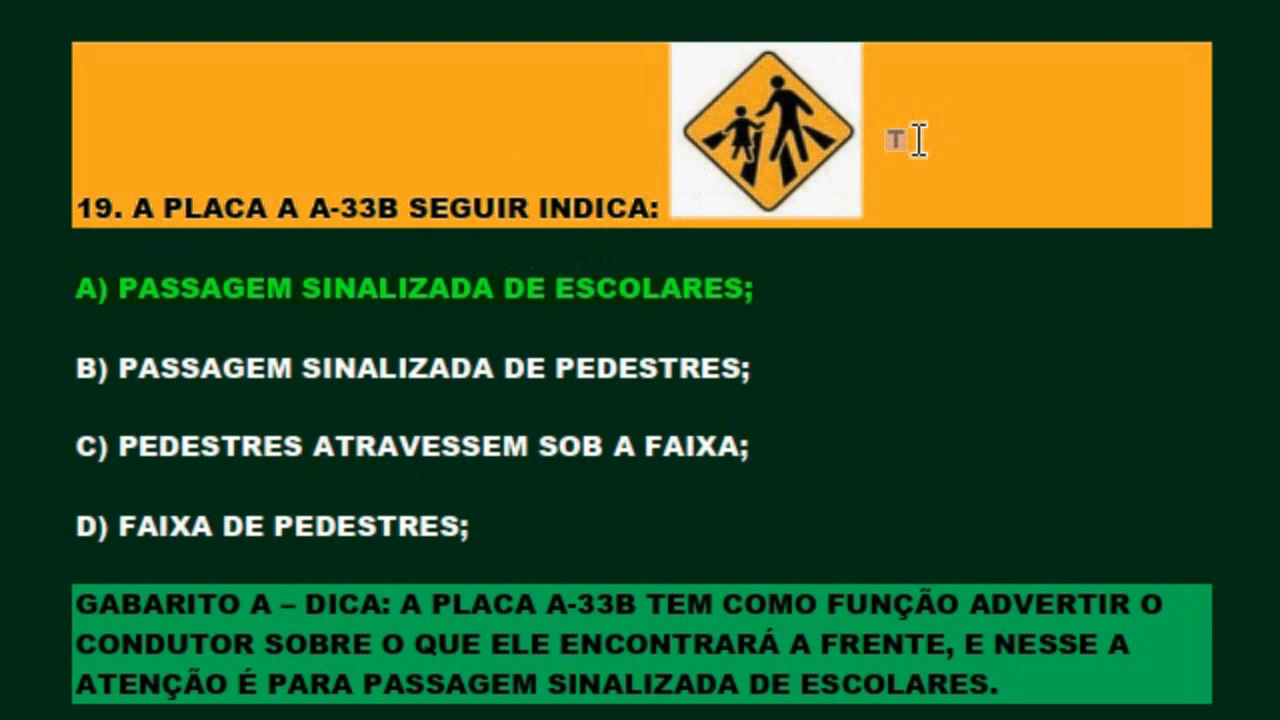 19. A PLACA A A-33B SEGUIR INDICA:
T
A) PASSAGEM SINALIZADA DE ESCOLARES;
B) PASSAGEM SINALIZADA DE PEDESTRES;
C) PEDESTRES ATRAVESSEM SOB A FAIXA;
D) FAIXA DE PEDESTRES;
GABARITO A – DICA: A PLACA A-33B TEM COMO FUNÇÃO ADVERTIR O
CONDUTOR SOBRE O QUE ELE ENCONTRARÁ A FRENTE, E NESSE A
ATENÇÃO É PARA PASSAGEM SINALIZADA DE ESCOLARES.